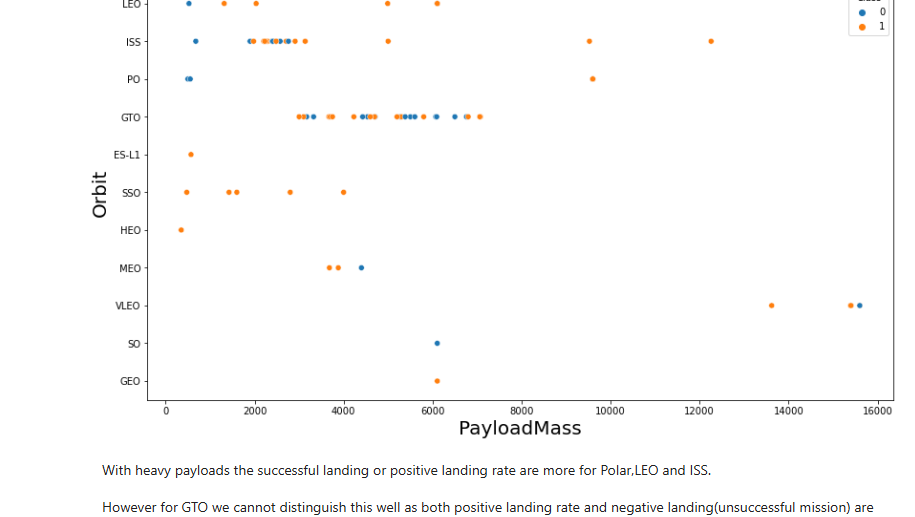 LEO
0
1
ISS
PO
GTO
ES-L1
SSO
HEO
MEO
VLEO
SO
GEO
Orbit
0 2000 4000 6000 8000 10000 12000 14000 16000
PayloadMass
With heavy payloads the successful landing or positive landing rate are more for Polar,LEO and ISS.
However for GTO we cannot distinguish this well as both positive landing rate and negative landing(unsuccessful mission) are